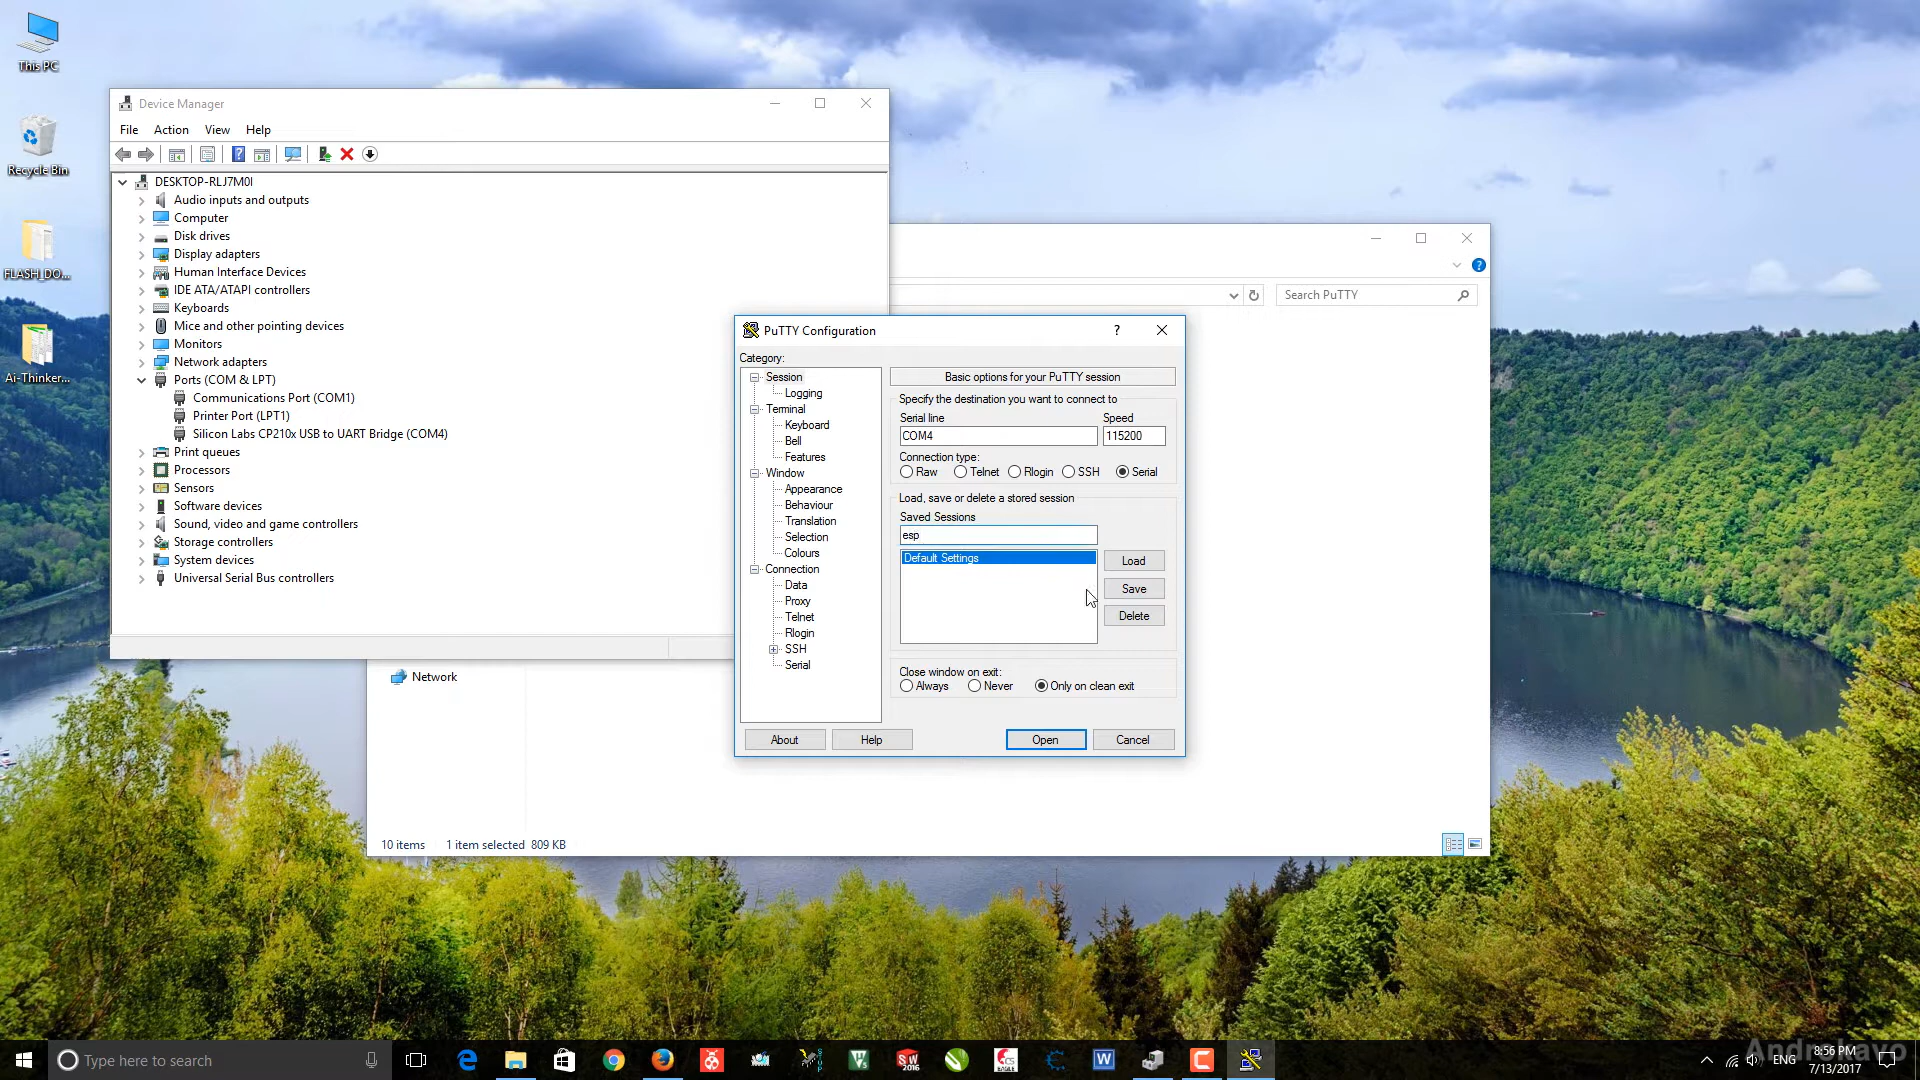 This PC
Recycle Bin
FLASH_DO...
Ai-Thinker...
Device Manager
File Action View Help
DESKTOP-RLJ7M0I
Audio inputs and outputs
Computer
Disk drives
Display adapters
Human Interface Devices
IDE ATA/ATAPI controllers
Keyboards
Mice and other pointing devices
Monitors
Network adapters
Ports (COM & LPT)
Communications Port (COM1)
Printer Port (LPT1)
Silicon Labs CP210x USB to UART Bridge (COM4)
Print queues
Processors
Sensors
Software devices
Sound, video and game controllers
Storage controllers
System devices
Universal Serial Bus controllers
Search PuTTY
Network
10 items 1 item selected 809 KB
PuTTY Configuration
?
Category:
Session
Logging
Terminal
Keyboard
Bell
Features
Window
Appearance
Behaviour
Translation
Selection
Colours
Connection
Data
Proxy
Telnet
Rlogin
SSH
Serial
Basic options for your PuTTY session
Specify the destination you want to connect to
Serial line Speed
COM4 115200
Connection type:
Raw Telnet Rlogin SSH Serial
Load, save or delete a stored session
Saved Sessions
esp
Default Settings
Load
Save
Delete
Close window on exit:
Always Never Only on clean exit
About Help Open Cancel
Type here to search
SW
2016
CS
EAGLE
W
ENG
8:56 PM
7/13/2017
Androkavo